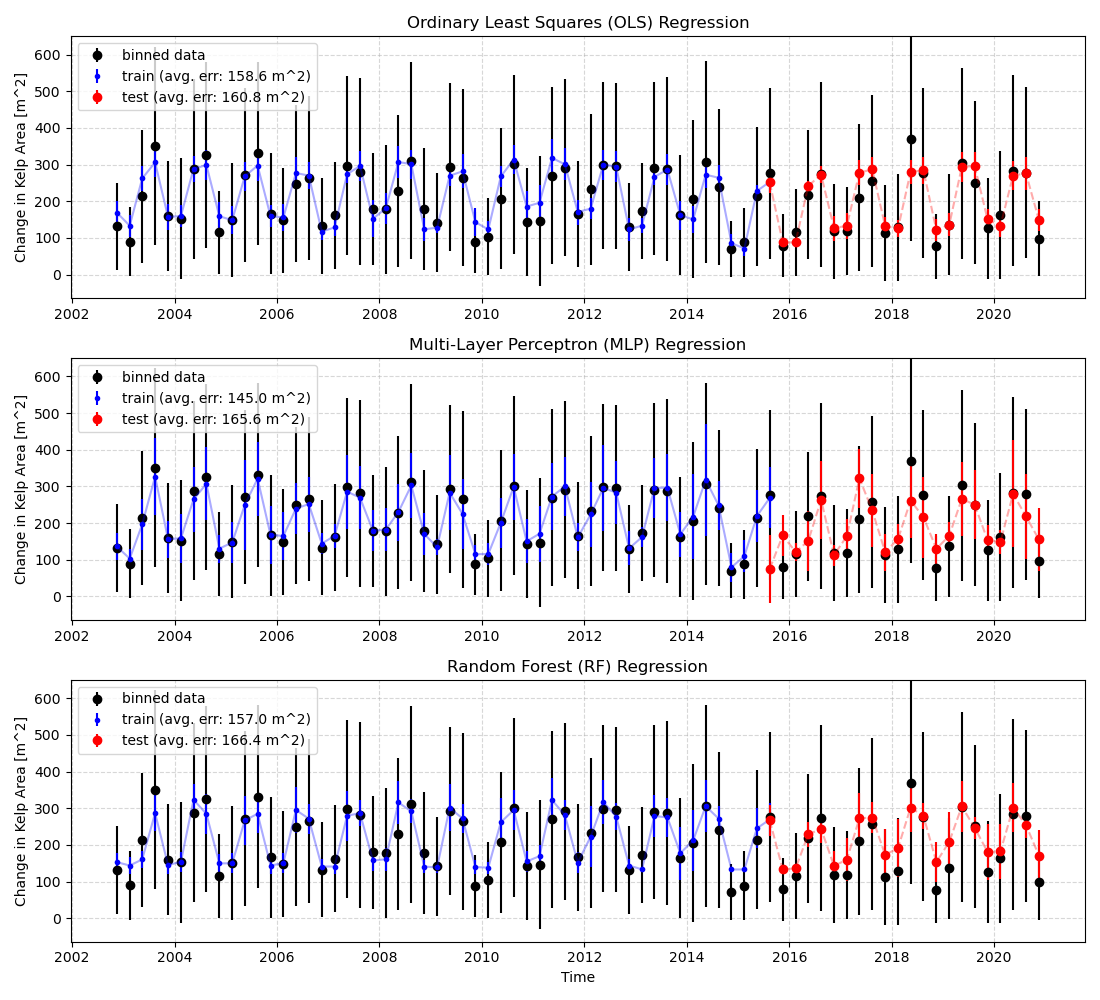 Ordinary Least Squares (OLS) Regression
Change in Kelp Area [m^2]
600
500
400
300
200
100
0
binned data
train (avg. err: 158.6 m^2)
test (avg. err: 160.8 m^2)
2002 2004 2006 2008 2010 2012 2014 2016 2018 2020
Multi-Layer Perceptron (MLP) Regression
Change in Kelp Area [m^2]
600
500
400
300
200
100
0
binned data
train (avg. err: 145.0 m^2)
test (avg. err: 165.6 m^2)
2002 2004 2006 2008 2010 2012 2014 2016 2018 2020
Random Forest (RF) Regression
Change in Kelp Area [m^2]
600
500
400
300
200
100
0
binned data
train (avg. err: 157.0 m^2)
test (avg. err: 166.4 m^2)
2002 2004 2006 2008 2010 2012 2014 2016 2018 2020
Time